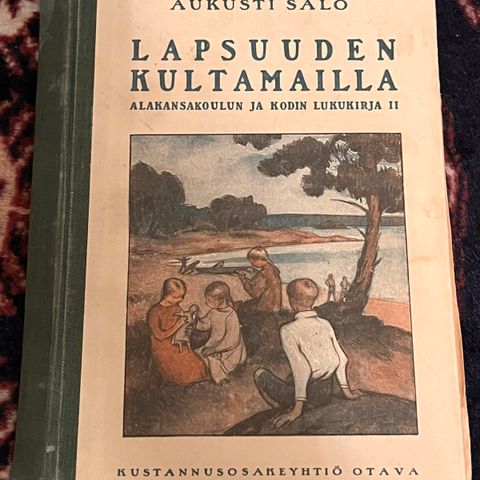 AUKUSTI SALO
LAPSUUDEN
KULTAMAILLA
ALAKANSAKOULUN JA KODIN LUKUKIRJA II
KUSTANNUSOSAKEYHTIÖ OTAVA